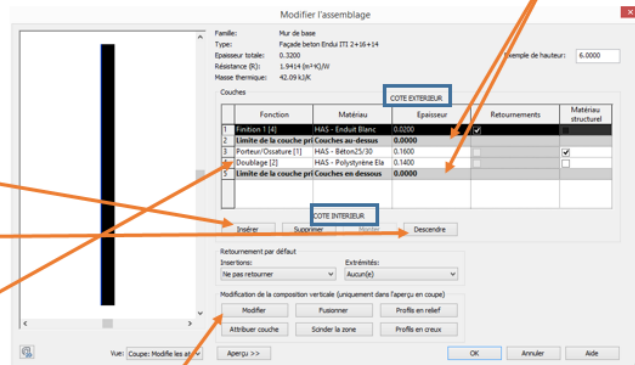 Modifier l'assemblage
Famille: Mur de base
Type: Façade beton Endui ITI 2+16+14
Epaisseur totale: 0.3200 Exemple de hauteur: 6.0000
Résistance (R): 1.9414 (m²·K)/W
Masse thermique: 42.09 kJ/K
Couches
COTE EXTERIEUR
Fonction Matériau Epaisseur Retournements Matériau structurel
1 Finition 1 [4] HAS - Enduit Blanc 0.0200
2 Limite de la couche pri Couches au-dessus 0.0000
3 Porteur/Ossature [1] HAS - Béton25/30 0.1600
4 Doublage [2] HAS - Polystyrène Ela 0.1400
5 Limite de la couche pri Couches en dessous 0.0000
COTE INTERIEUR
Insérer Supprimer Monter Descendre
Retournement par défaut
Insertions: Extrémités:
Ne pas retourner Aucun(e)
Modification de la composition verticale (uniquement dans l'aperçu en coupe)
Modifier Fusionner Profils en relief
Attribuer couche Scinder la zone Profils en creux
Vue: Coupe: Modifie les at Aperçu >> OK Annuler Aide